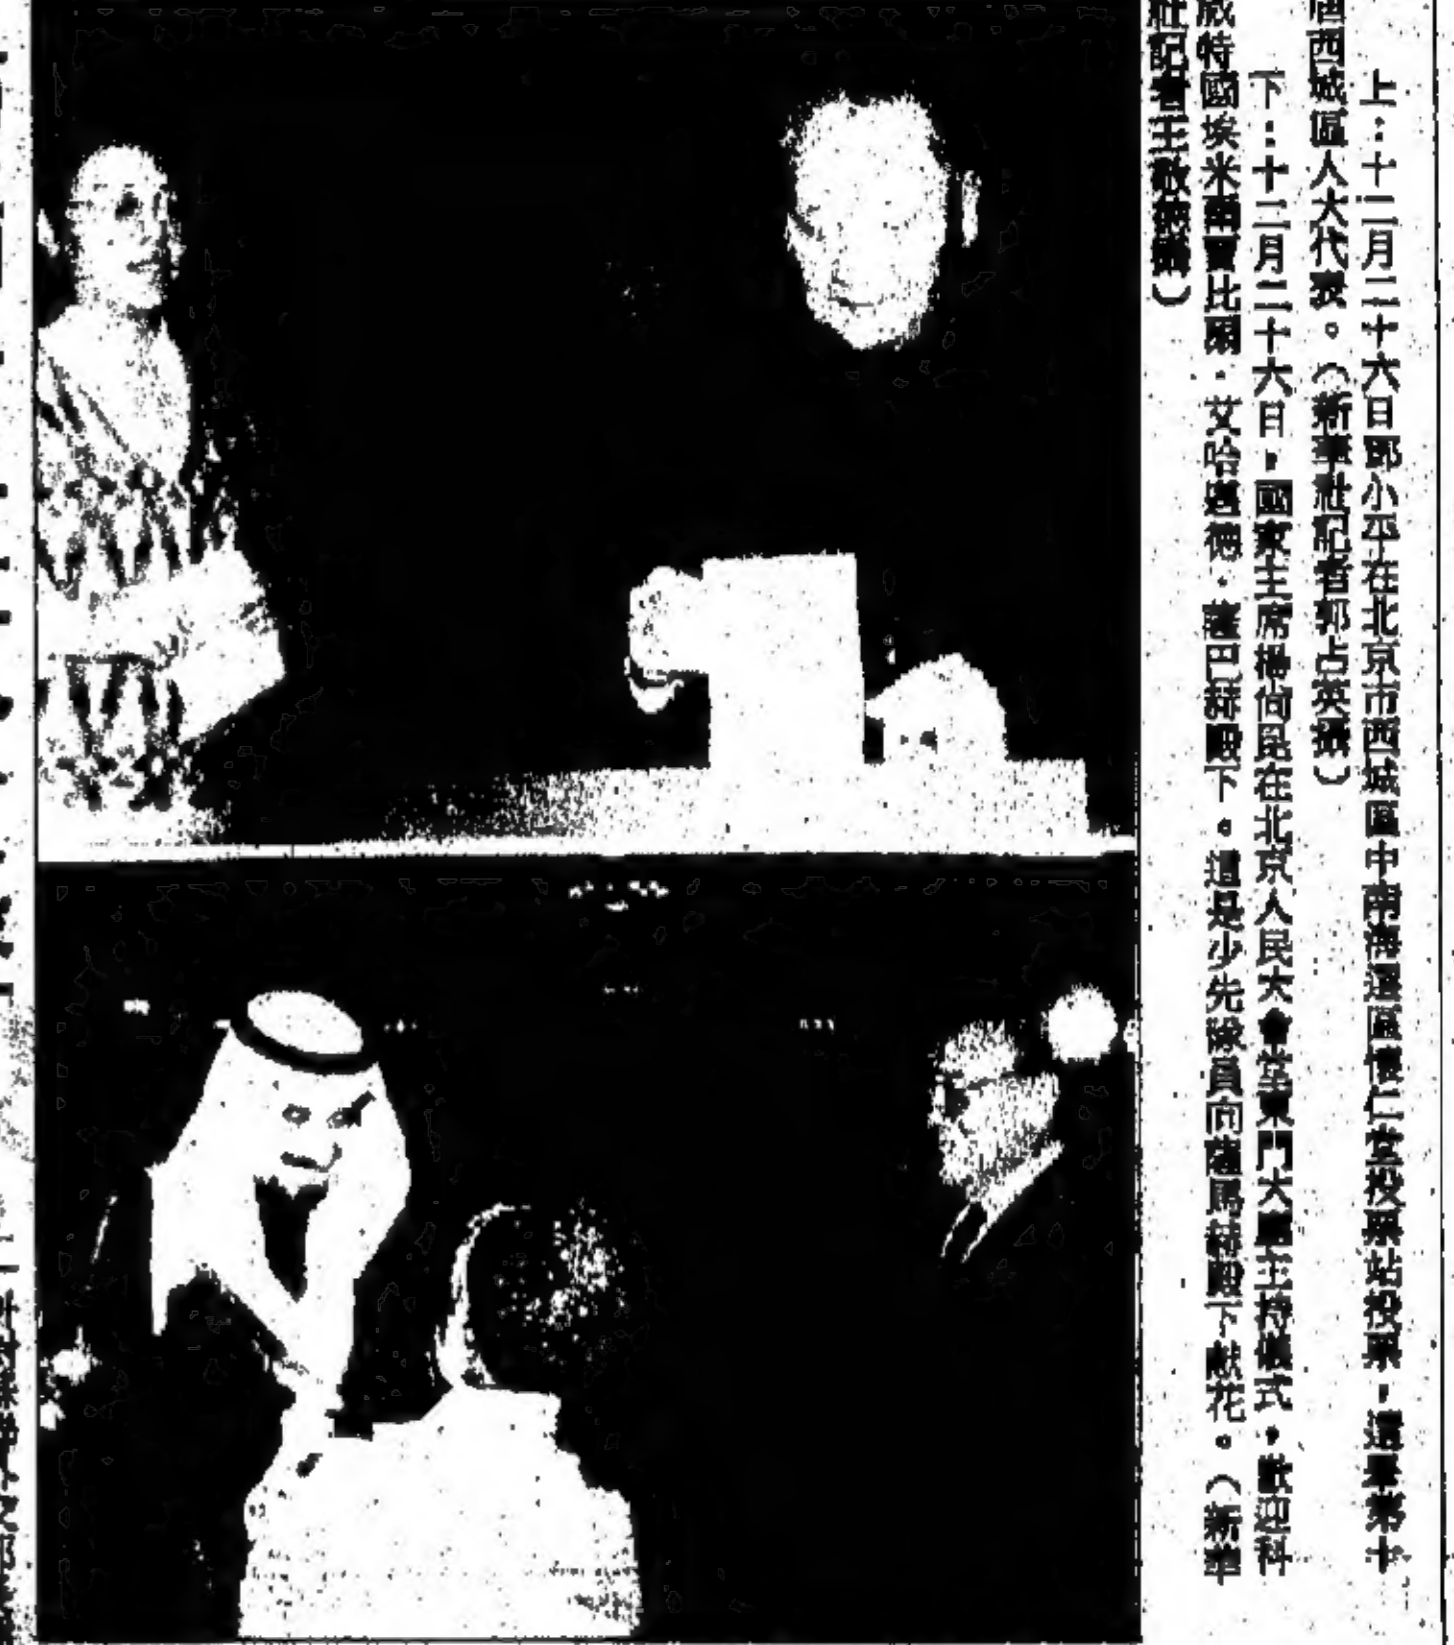 上：十二月二十六日鄧小平在北京市西城區中南海選區懷仁堂投票站投票，選舉第十
屆西城區人大代表。（新華社記者郭占英攝）
下：十二月二十六日，國家主席楊尚昆在北京人民大會堂東門大廳主持儀式，歡迎科
威特國埃米爾賈比爾·艾哈邁德·薩巴赫殿下。這是少先隊員向薩馬赫殿下獻花。（新華
社記者王敬德攝）